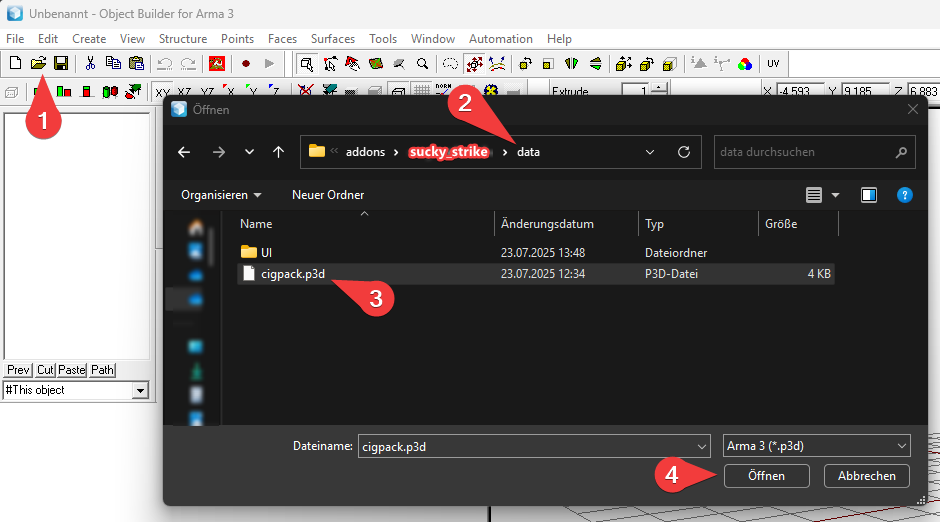 Unbenannt - Object Builder for Arma 3
File Edit Create View Structure Points Faces Surfaces Tools Window Automation Help
UV
XY XZ
NORM
Extrude 1 X -4.593 Y 9.185 Z 6.883
1
Öffnen
2
« addons > sucky_strike > data
data durchsuchen
Organisieren Neuer Ordner
Name Änderungsdatum Typ Größe
UI 23.07.2025 13:48 Dateiordner
cigpack.p3d 23.07.2025 12:34 P3D-Datei 4 KB
3
Prev Cut Paste Path
#This object
Dateiname: cigpack.p3d Arma 3 (*.p3d)
4
Öffnen Abbrechen